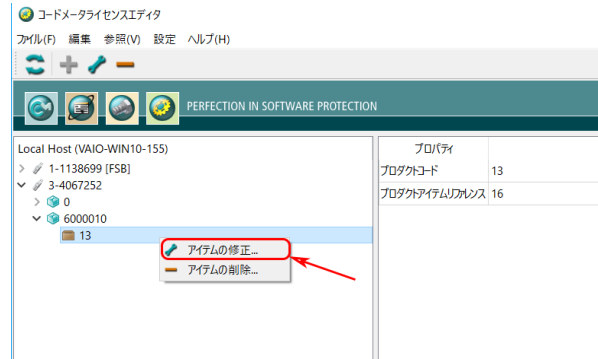 コードメータライセンスエディタ
ファイル(F) 編集 参照(V) 設定 ヘルプ(H)
PERFECTION IN SOFTWARE PROTECTION
Local Host (VAIO-WIN10-155)
1-1138699 [FSB]
3-4067252
0
6000010
13
アイテムの修正...
アイテムの削除...
プロパティ
プロダクトコード 13
プロダクトアイテムリファレンス 16